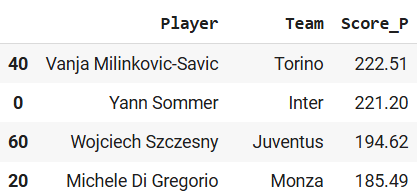 Player Team Score_P
40 Vanja Milinkovic-Savic Torino 222.51
0 Yann Sommer Inter 221.20
60 Wojciech Szczesny Juventus 194.62
20 Michele Di Gregorio Monza 185.49